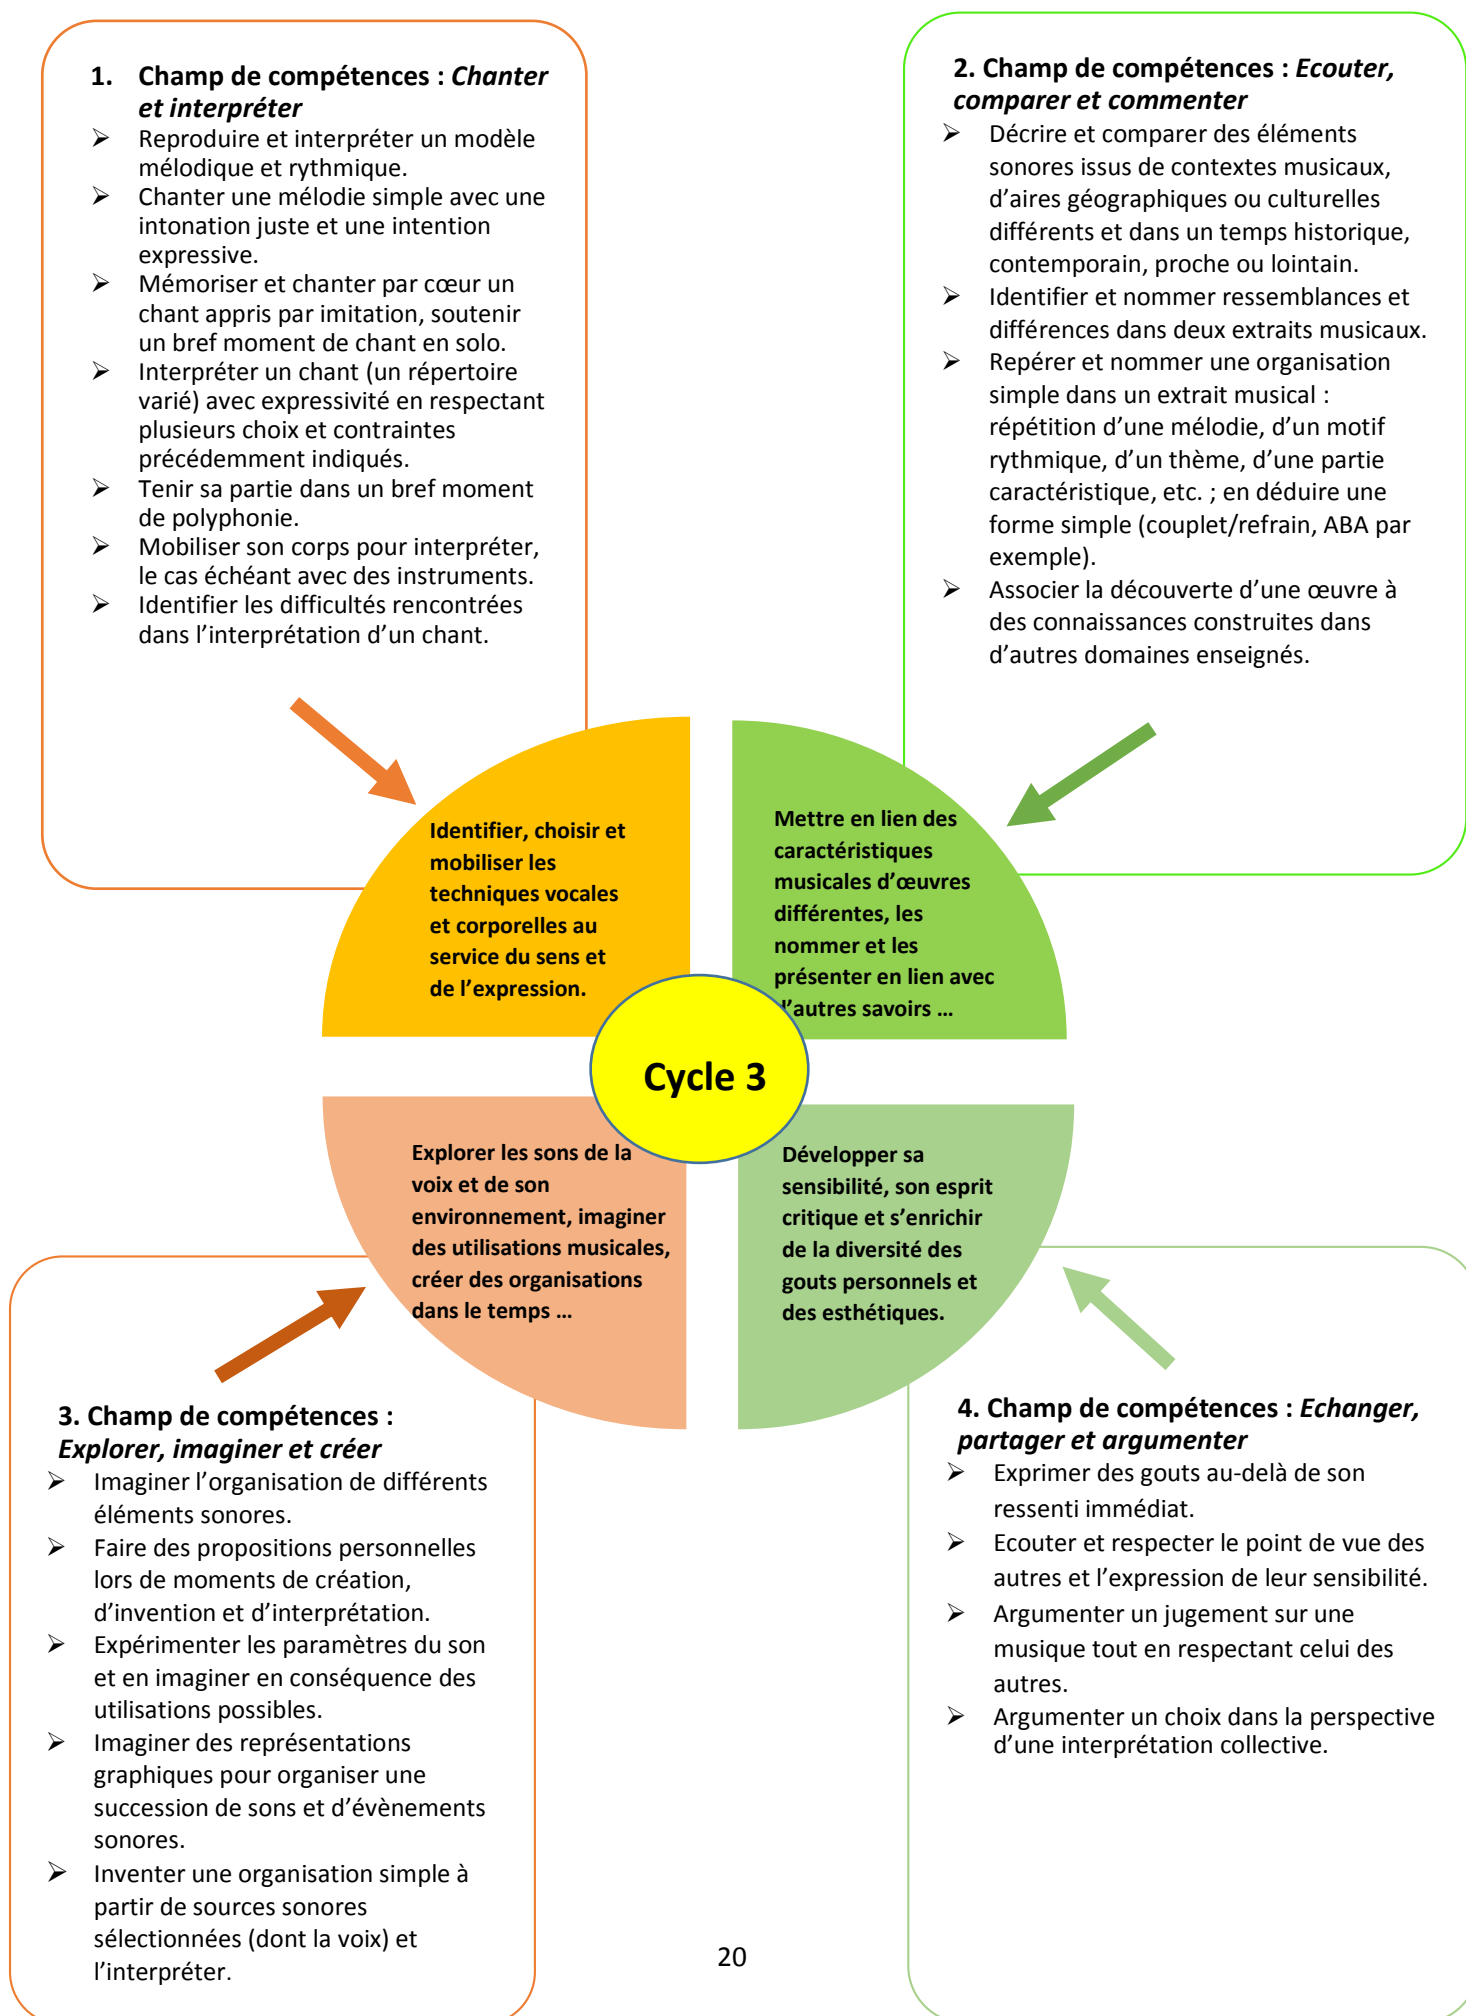 1. Champ de compétences : Chanter
et interpréter
➢ Reproduire et interpréter un modèle
mélodique et rythmique.
➢ Chanter une mélodie simple avec une
intonation juste et une intention
expressive.
➢ Mémoriser et chanter par cœur un
chant appris par imitation, soutenir
un bref moment de chant en solo.
➢ Interpréter un chant (un répertoire
varié) avec expressivité en respectant
plusieurs choix et contraintes
précédemment indiqués.
➢ Tenir sa partie dans un bref moment
de polyphonie.
➢ Mobiliser son corps pour interpréter,
le cas échéant avec des instruments.
➢ Identifier les difficultés rencontrées
dans l’interprétation d’un chant.
2. Champ de compétences : Ecouter,
comparer et commenter
➢ Décrire et comparer des éléments
sonores issus de contextes musicaux,
d’aires géographiques ou culturelles
différents et dans un temps historique,
contemporain, proche ou lointain.
➢ Identifier et nommer ressemblances et
différences dans deux extraits musicaux.
➢ Repérer et nommer une organisation
simple dans un extrait musical :
répétition d’une mélodie, d’un motif
rythmique, d’un thème, d’une partie
caractéristique, etc. ; en déduire une
forme simple (couplet/refrain, ABA par
exemple).
➢ Associer la découverte d’une œuvre à
des connaissances construites dans
d’autres domaines enseignés.
Identifier, choisir et
mobiliser les
techniques vocales
et corporelles au
service du sens et
de l’expression.
Mettre en lien des
caractéristiques
musicales d’œuvres
différentes, les
nommer et les
présenter en lien avec
d’autres savoirs …
Cycle 3
Explorer les sons de la
voix et de son
environnement, imaginer
des utilisations musicales,
créer des organisations
dans le temps …
Développer sa
sensibilité, son esprit
critique et s’enrichir
de la diversité des
gouts personnels et
des esthétiques.
3. Champ de compétences :
Explorer, imaginer et créer
➢ Imaginer l’organisation de différents
éléments sonores.
➢ Faire des propositions personnelles
lors de moments de création,
d’invention et d’interprétation.
➢ Expérimenter les paramètres du son
et en imaginer en conséquence des
utilisations possibles.
➢ Imaginer des représentations
graphiques pour organiser une
succession de sons et d’évènements
sonores.
➢ Inventer une organisation simple à
partir de sources sonores
sélectionnées (dont la voix) et
l’interpréter.
4. Champ de compétences : Echanger,
partager et argumenter
➢ Exprimer des gouts au-delà de son
ressenti immédiat.
➢ Ecouter et respecter le point de vue des
autres et l’expression de leur sensibilité.
➢ Argumenter un jugement sur une
musique tout en respectant celui des
autres.
➢ Argumenter un choix dans la perspective
d’une interprétation collective.
20